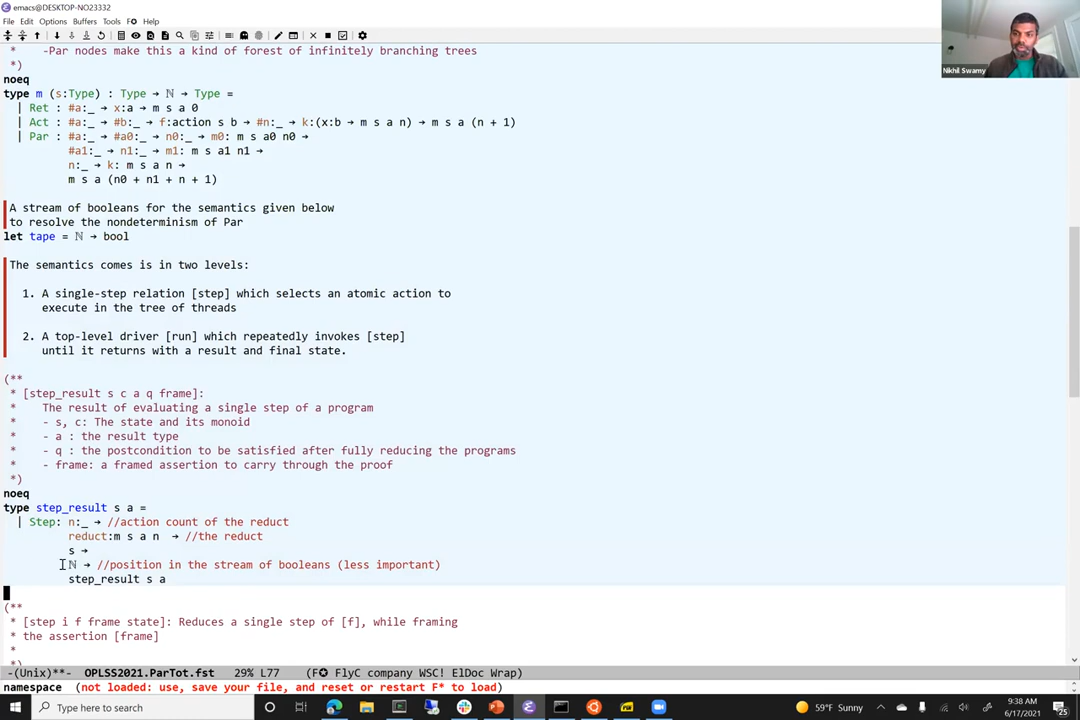 emacs@DESKTOP-NO23332
File Edit Options Buffers Tools F✪ Help
*   -Par nodes make this a kind of forest of infinitely branching trees
*)
noeq
type m (s:Type) : Type → ℕ → Type =
| Ret : #a:_ → x:a → m s a 0
| Act : #a:_ → #b:_ → f:action s b → #n:_ → k:(x:b → m s a n) → m s a (n + 1)
| Par : #a:_ → #a0:_ → n0:_ → m0: m s a0 n0 →
#a1:_ → n1:_ → m1: m s a1 n1 →
n:_ → k: m s a n →
m s a (n0 + n1 + n + 1)
A stream of booleans for the semantics given below
to resolve the nondeterminism of Par
let tape = ℕ → bool
The semantics comes is in two levels:
1. A single-step relation [step] which selects an atomic action to
execute in the tree of threads
2. A top-level driver [run] which repeatedly invokes [step]
until it returns with a result and final state.
(**
* [step_result s c a q frame]:
*   The result of evaluating a single step of a program
*   - s, c: The state and its monoid
*   - a : the result type
*   - q : the postcondition to be satisfied after fully reducing the programs
*   - frame: a framed assertion to carry through the proof
*)
noeq
type step_result s a =
| Step: n:_ → //action count of the reduct
reduct:m s a n → //the reduct
s →
ℕ → //position in the stream of booleans (less important)
step_result s a
(**
* [step i f frame state]: Reduces a single step of [f], while framing
* the assertion [frame]
*
*)
-(Unix)**- OPLSS2021.ParTot.fst 29% L77 (F✪ FlyC company WSC! ElDoc Wrap)
namespace (not loaded: use, save your file, and reset or restart F* to load)
Type here to search
59°F Sunny
9:38 AM
6/17/2021
25
Nikhil Swamy